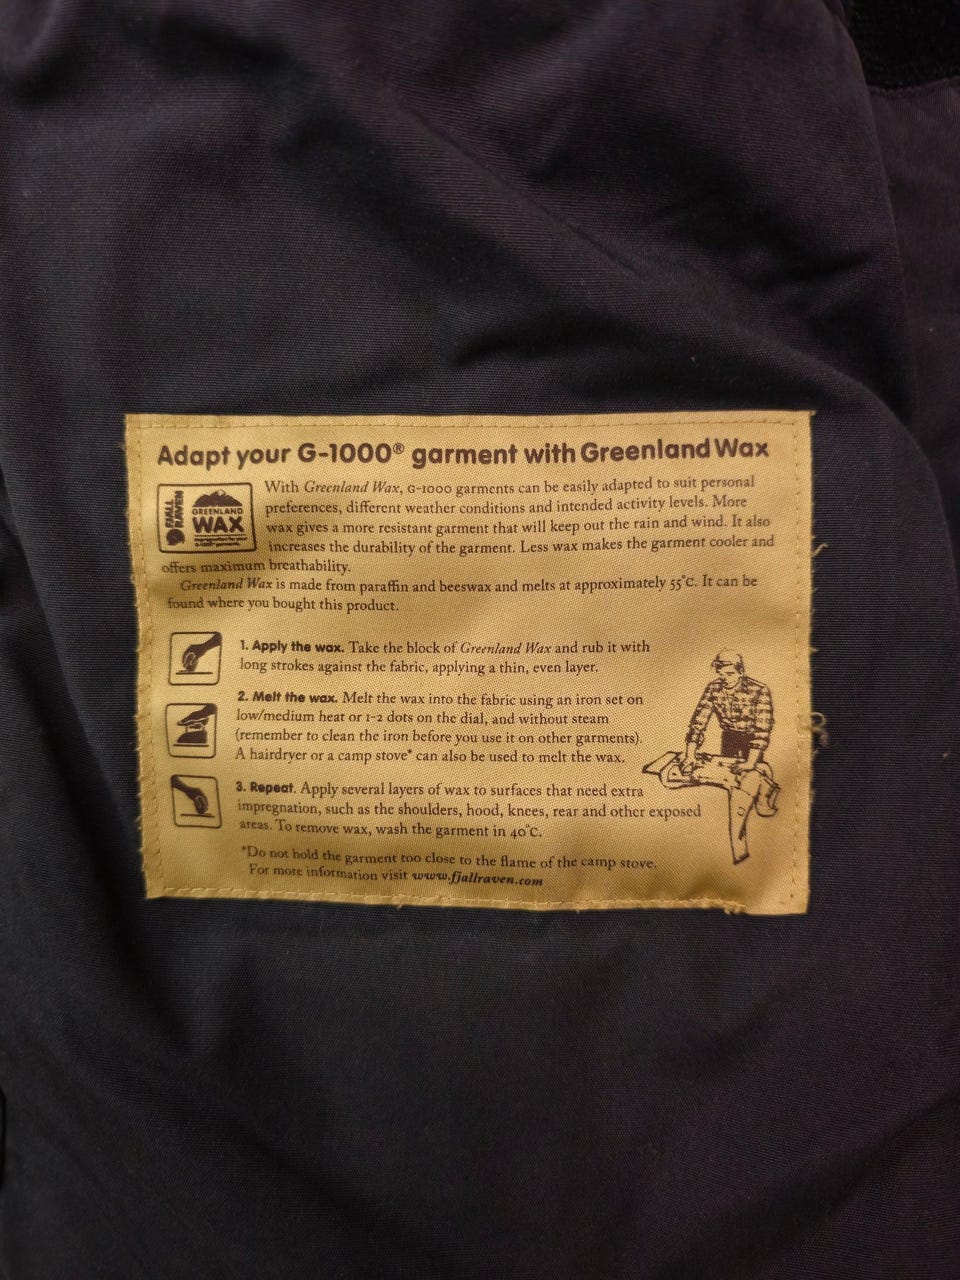 Adapt your G-1000® garment with Greenland Wax
FJÄLL
RÄVEN
GREENLAND
WAX
With Greenland Wax, G-1000 garments can be easily adapted to suit personal
preferences, different weather conditions and intended activity levels. More
wax gives a more resistant garment that will keep out the rain and wind. It also
increases the durability of the garment. Less wax makes the garment cooler and
offers maximum breathability.
Greenland Wax is made from paraffin and beeswax and melts at approximately 55°C. It can be
found where you bought this product.
1. Apply the wax. Take the block of Greenland Wax and rub it with
long strokes against the fabric, applying a thin, even layer.
2. Melt the wax. Melt the wax into the fabric using an iron set on
low/medium heat or 1-2 dots on the dial, and without steam
(remember to clean the iron before you use it on other garments).
A hairdryer or a camp stove* can also be used to melt the wax.
3. Repeat. Apply several layers of wax to surfaces that need extra
impregnation, such as the shoulders, hood, knees, rear and other exposed
areas. To remove wax, wash the garment in 40°C.
*Do not hold the garment too close to the flame of the camp stove.
For more information visit www.fjallraven.com